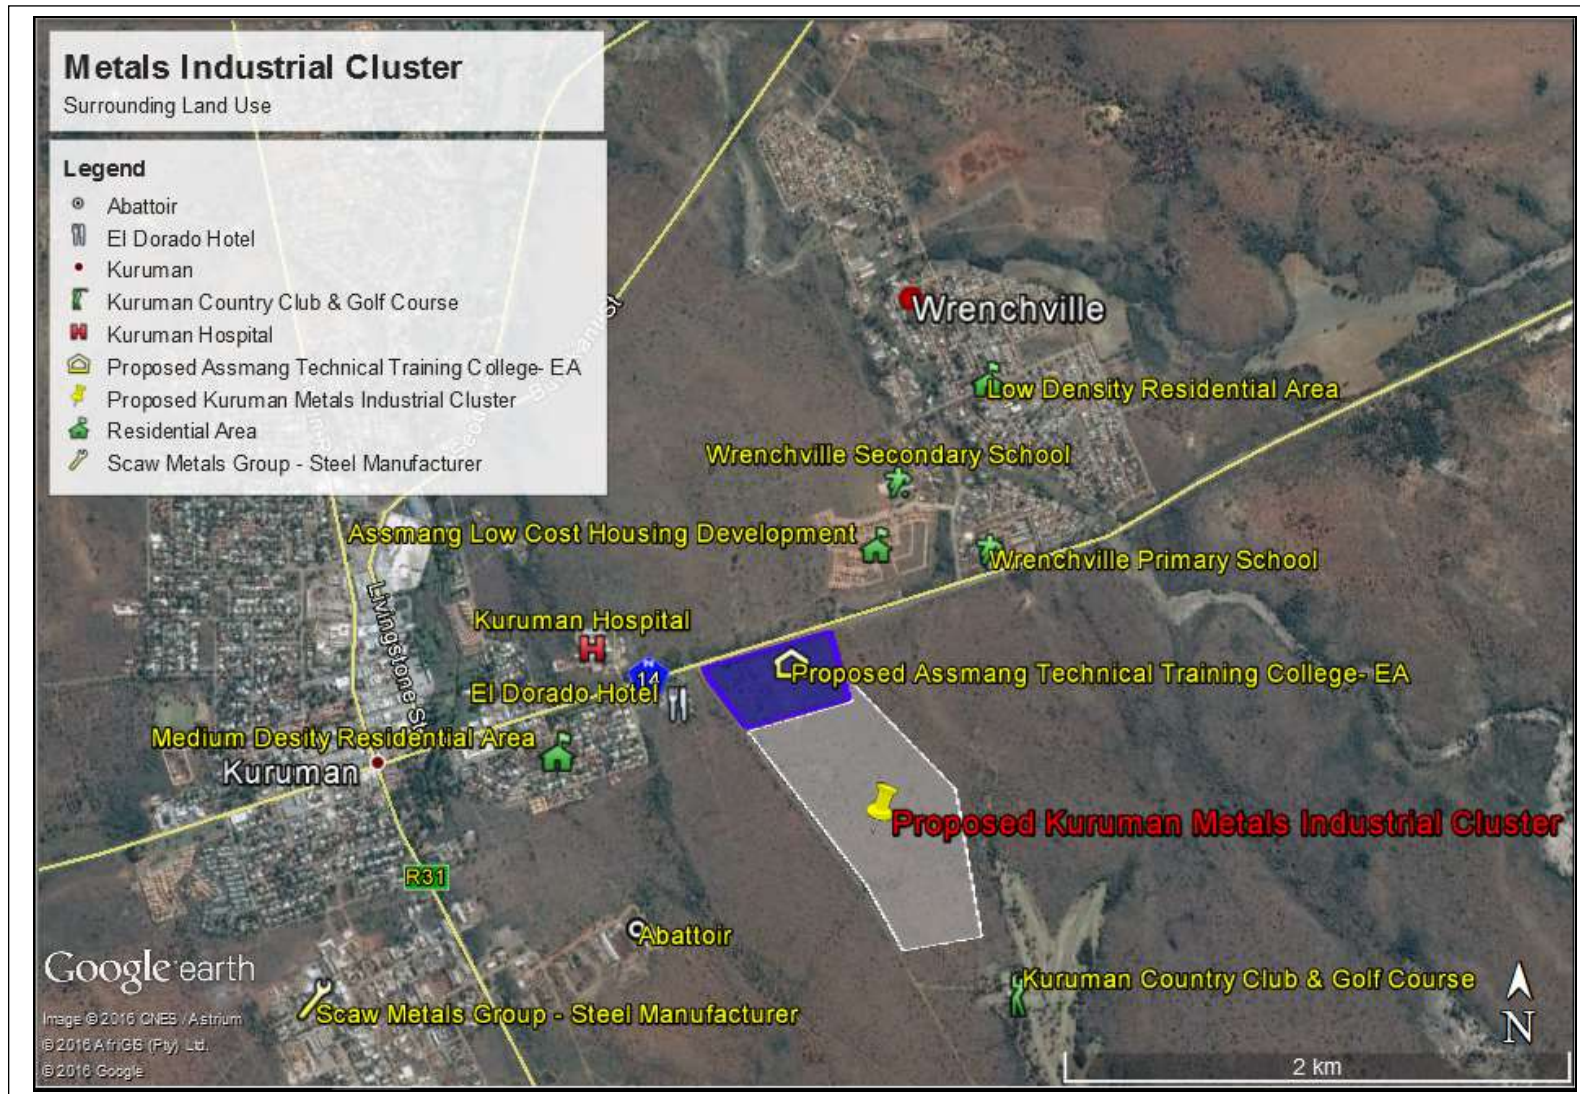 Metals Industrial Cluster
Surrounding Land Use
Legend
Abattoir
El Dorado Hotel
Kuruman
Kuruman Country Club & Golf Course
Kuruman Hospital
Proposed Assmang Technical Training College- EA
Proposed Kuruman Metals Industrial Cluster
Residential Area
Scaw Metals Group - Steel Manufacturer
Wrenchville
Low Density Residential Area
Wrenchville Secondary School
Assmang Low Cost Housing Development
Wrenchville Primary School
Livingstone St
Kuruman Hospital
H
14
Proposed Assmang Technical Training College- EA
El Dorado Hotel
Medium Desity Residential Area
Kuruman
Proposed Kuruman Metals Industrial Cluster
R31
Abattoir
Google earth
Kuruman Country Club & Golf Course
Scaw Metals Group - Steel Manufacturer
Image © 2016 CNES / Astrium
© 2016 AfriGIS (Pty) Ltd.
© 2016 Google
N
2 km